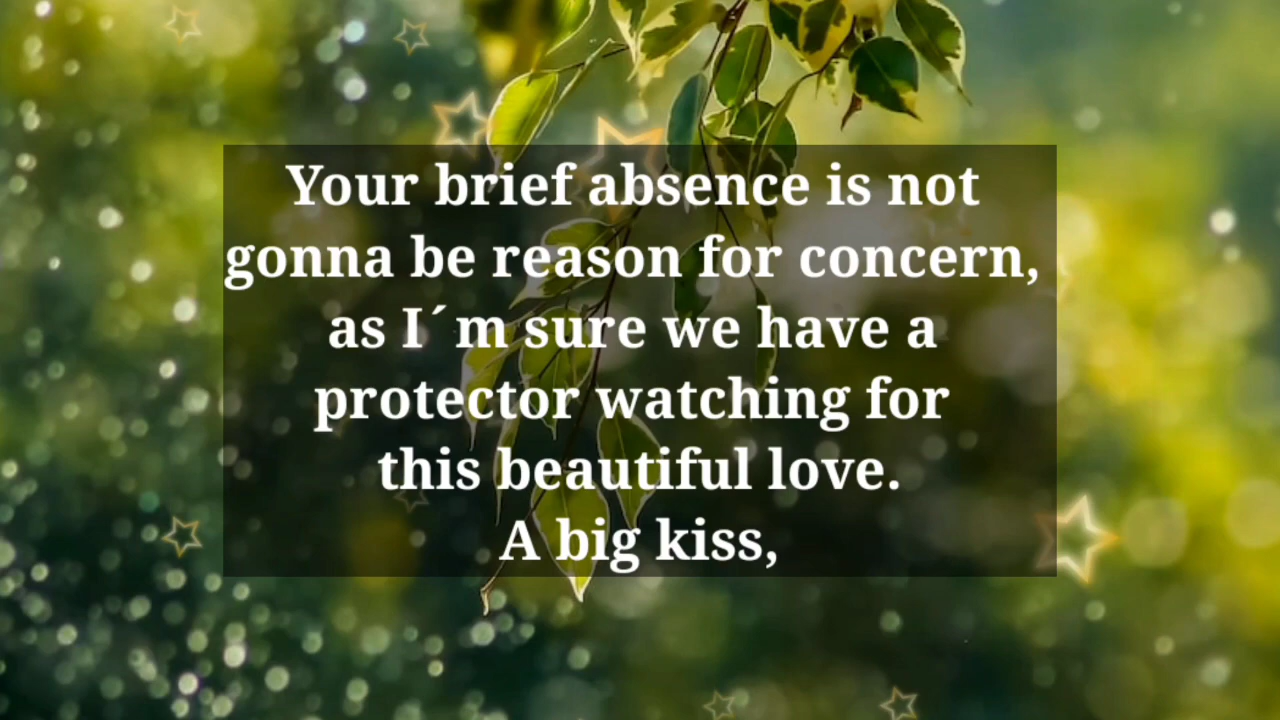 Your brief absence is not
gonna be reason for concern,
as I´m sure we have a
protector watching for
this beautiful love.
A big kiss,